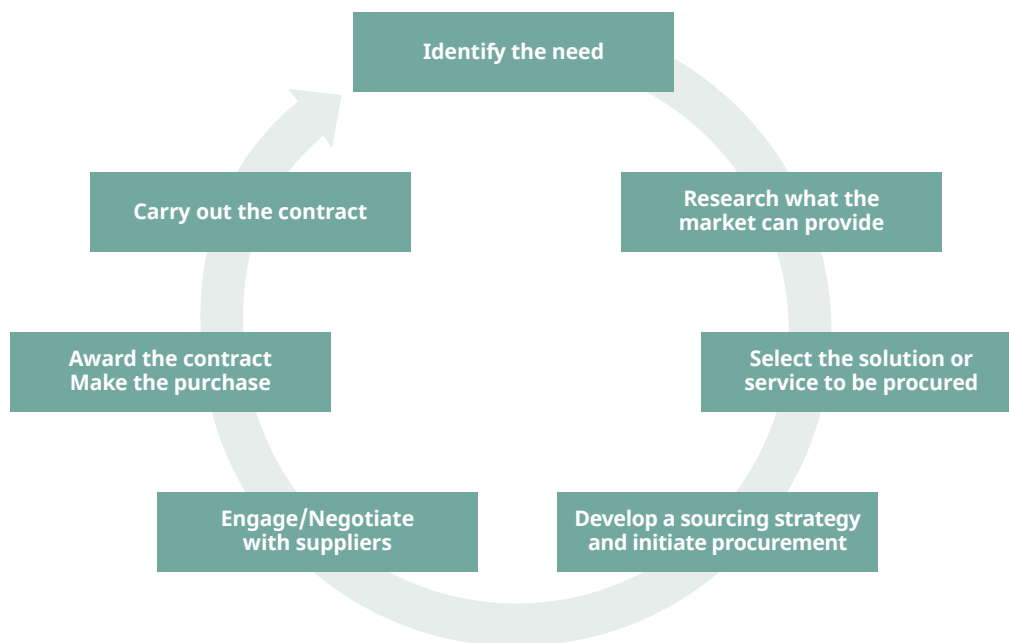 Identify the need
Research what the
market can provide
Select the solution or
service to be procured
Develop a sourcing strategy
and initiate procurement
Engage/Negotiate
with suppliers
Award the contract
Make the purchase
Carry out the contract